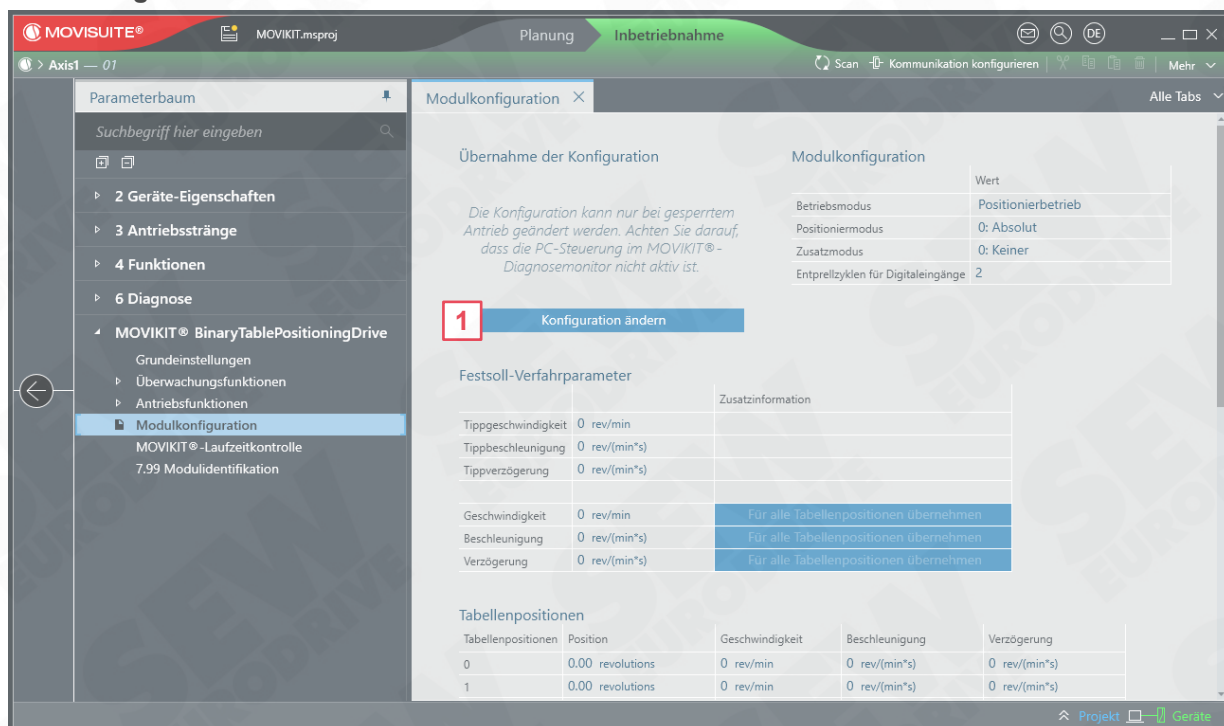 MOVISUITE® MOVIKIT.msproj Planung Inbetriebnahme DE
> Axis1 — 01 Scan Kommunikation konfigurieren Mehr
Parameterbaum
Suchbegriff hier eingeben
2 Geräte-Eigenschaften
3 Antriebsstränge
4 Funktionen
6 Diagnose
MOVIKIT® BinaryTablePositioningDrive
Grundeinstellungen
Überwachungsfunktionen
Antriebsfunktionen
Modulkonfiguration
MOVIKIT®-Laufzeitkontrolle
7.99 Modulidentifikation
Modulkonfiguration Alle Tabs
Übernahme der Konfiguration
Die Konfiguration kann nur bei gesperrtem
Antrieb geändert werden. Achten Sie darauf,
dass die PC-Steuerung im MOVIKIT®-
Diagnosemonitor nicht aktiv ist.
1 Konfiguration ändern
Modulkonfiguration
Wert
Betriebsmodus Positionierbetrieb
Positioniermodus 0: Absolut
Zusatzmodus 0: Keiner
Entprellzyklen für Digitaleingänge 2
Festsoll-Verfahrparameter
Zusatzinformation
Tippgeschwindigkeit 0 rev/min
Tippbeschleunigung 0 rev/(min*s)
Tippverzögerung 0 rev/(min*s)
Geschwindigkeit 0 rev/min Für alle Tabellenpositionen übernehmen
Beschleunigung 0 rev/(min*s) Für alle Tabellenpositionen übernehmen
Verzögerung 0 rev/(min*s) Für alle Tabellenpositionen übernehmen
Tabellenpositionen
Tabellenpositionen Position Geschwindigkeit Beschleunigung Verzögerung
0 0.00 revolutions 0 rev/min 0 rev/(min*s) 0 rev/(min*s)
1 0.00 revolutions 0 rev/min 0 rev/(min*s) 0 rev/(min*s)
Projekt Geräte